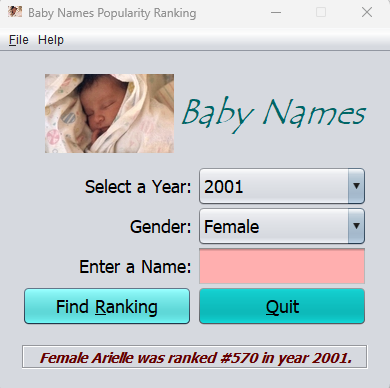 Baby Names Popularity Ranking
File Help
Baby Names
Select a Year: 2001
Gender: Female
Enter a Name:
Find Ranking Quit
Female Arielle was ranked #570 in year 2001.